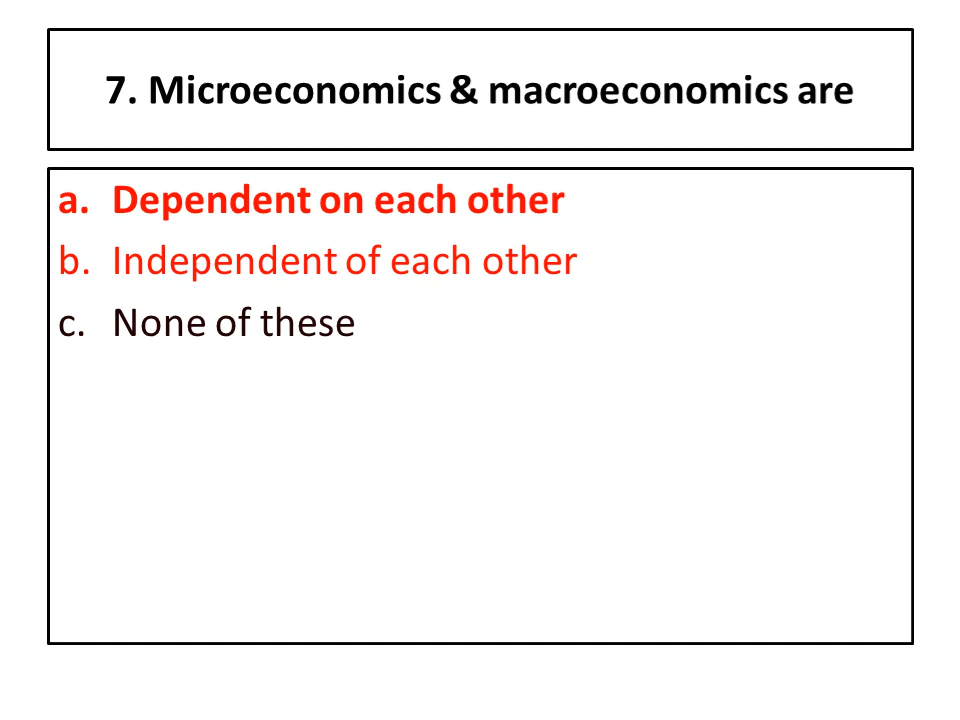 7. Microeconomics & macroeconomics are
a. Dependent on each other
b. Independent of each other
c. None of these